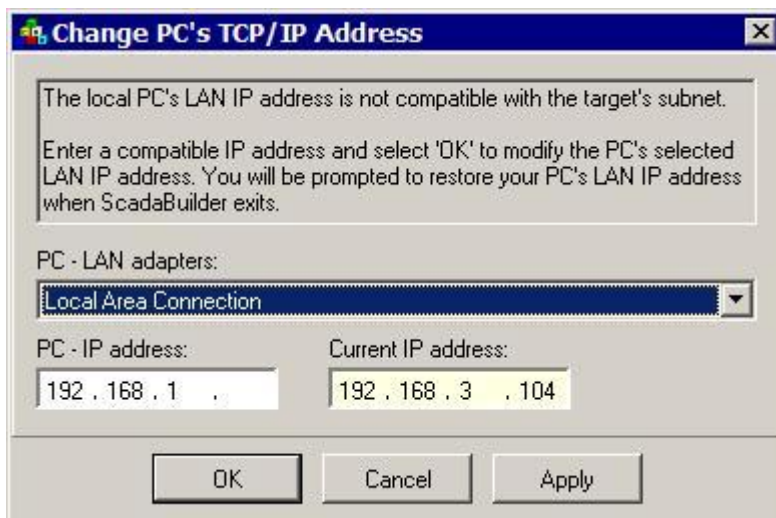 Change PC's TCP/IP Address
The local PC's LAN IP address is not compatible with the target's subnet.
Enter a compatible IP address and select 'OK' to modify the PC's selected
LAN IP address. You will be prompted to restore your PC's LAN IP address
when ScadaBuilder exits.
PC - LAN adapters:
Local Area Connection
PC - IP address: Current IP address:
192 . 168 . 1 . 192 . 168 . 3 . 104
OK Cancel Apply